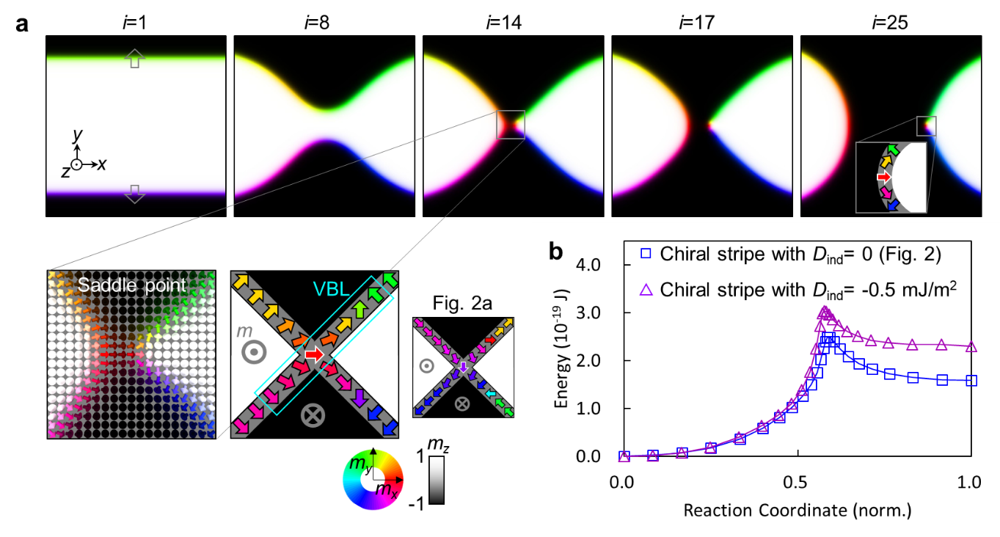 a
i=1
i=8
i=14
i=17
i=25
y
z
x
Saddle point
VBL
m
Fig. 2a
m_y
m_x
1
m_z
-1
b
Chiral stripe with D_ind= 0 (Fig. 2)
Chiral stripe with D_ind= -0.5 mJ/m²
Energy (10⁻¹⁹ J)
4.0
3.0
2.0
1.0
0.0
0.0
0.5
1.0
Reaction Coordinate (norm.)